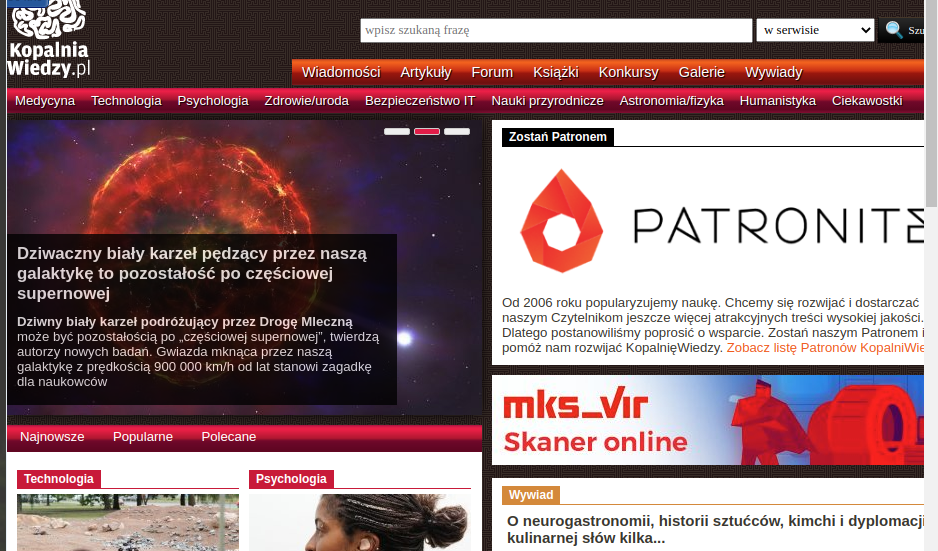 Kopalnia
Wiedzy.pl
wpisz szukaną frazę
w serwisie
Wiadomości Artykuły Forum Książki Konkursy Galerie Wywiady
Medycyna Technologia Psychologia Zdrowie/uroda Bezpieczeństwo IT Nauki przyrodnicze Astronomia/fizyka Humanistyka Ciekawostki
Dziwaczny biały karzeł pędzący przez naszą
galaktykę to pozostałość po częściowej
supernowej
Dziwny biały karzeł podróżujący przez Drogę Mleczną
może być pozostałością po „częściowej supernowej”, twierdzą
autorzy nowych badań. Gwiazda mknąca przez naszą
galaktykę z prędkością 900 000 km/h od lat stanowi zagadkę
dla naukowców
Najnowsze Popularne Polecane
Technologia
Psychologia
Zostań Patronem
PATRONITE
Od 2006 roku popularyzujemy naukę. Chcemy się rozwijać i dostarczać
naszym Czytelnikom jeszcze więcej atrakcyjnych treści wysokiej jakości.
Dlatego postanowiliśmy poprosić o wsparcie. Zostań naszym Patronem i
pomóż nam rozwijać KopalnięWiedzy. Zobacz listę Patronów
mks_vir
Skaner online
Wywiad
O neurogastronomii, historii sztućców, kimchi i dyplomacji
kulinarnej słów kilka...